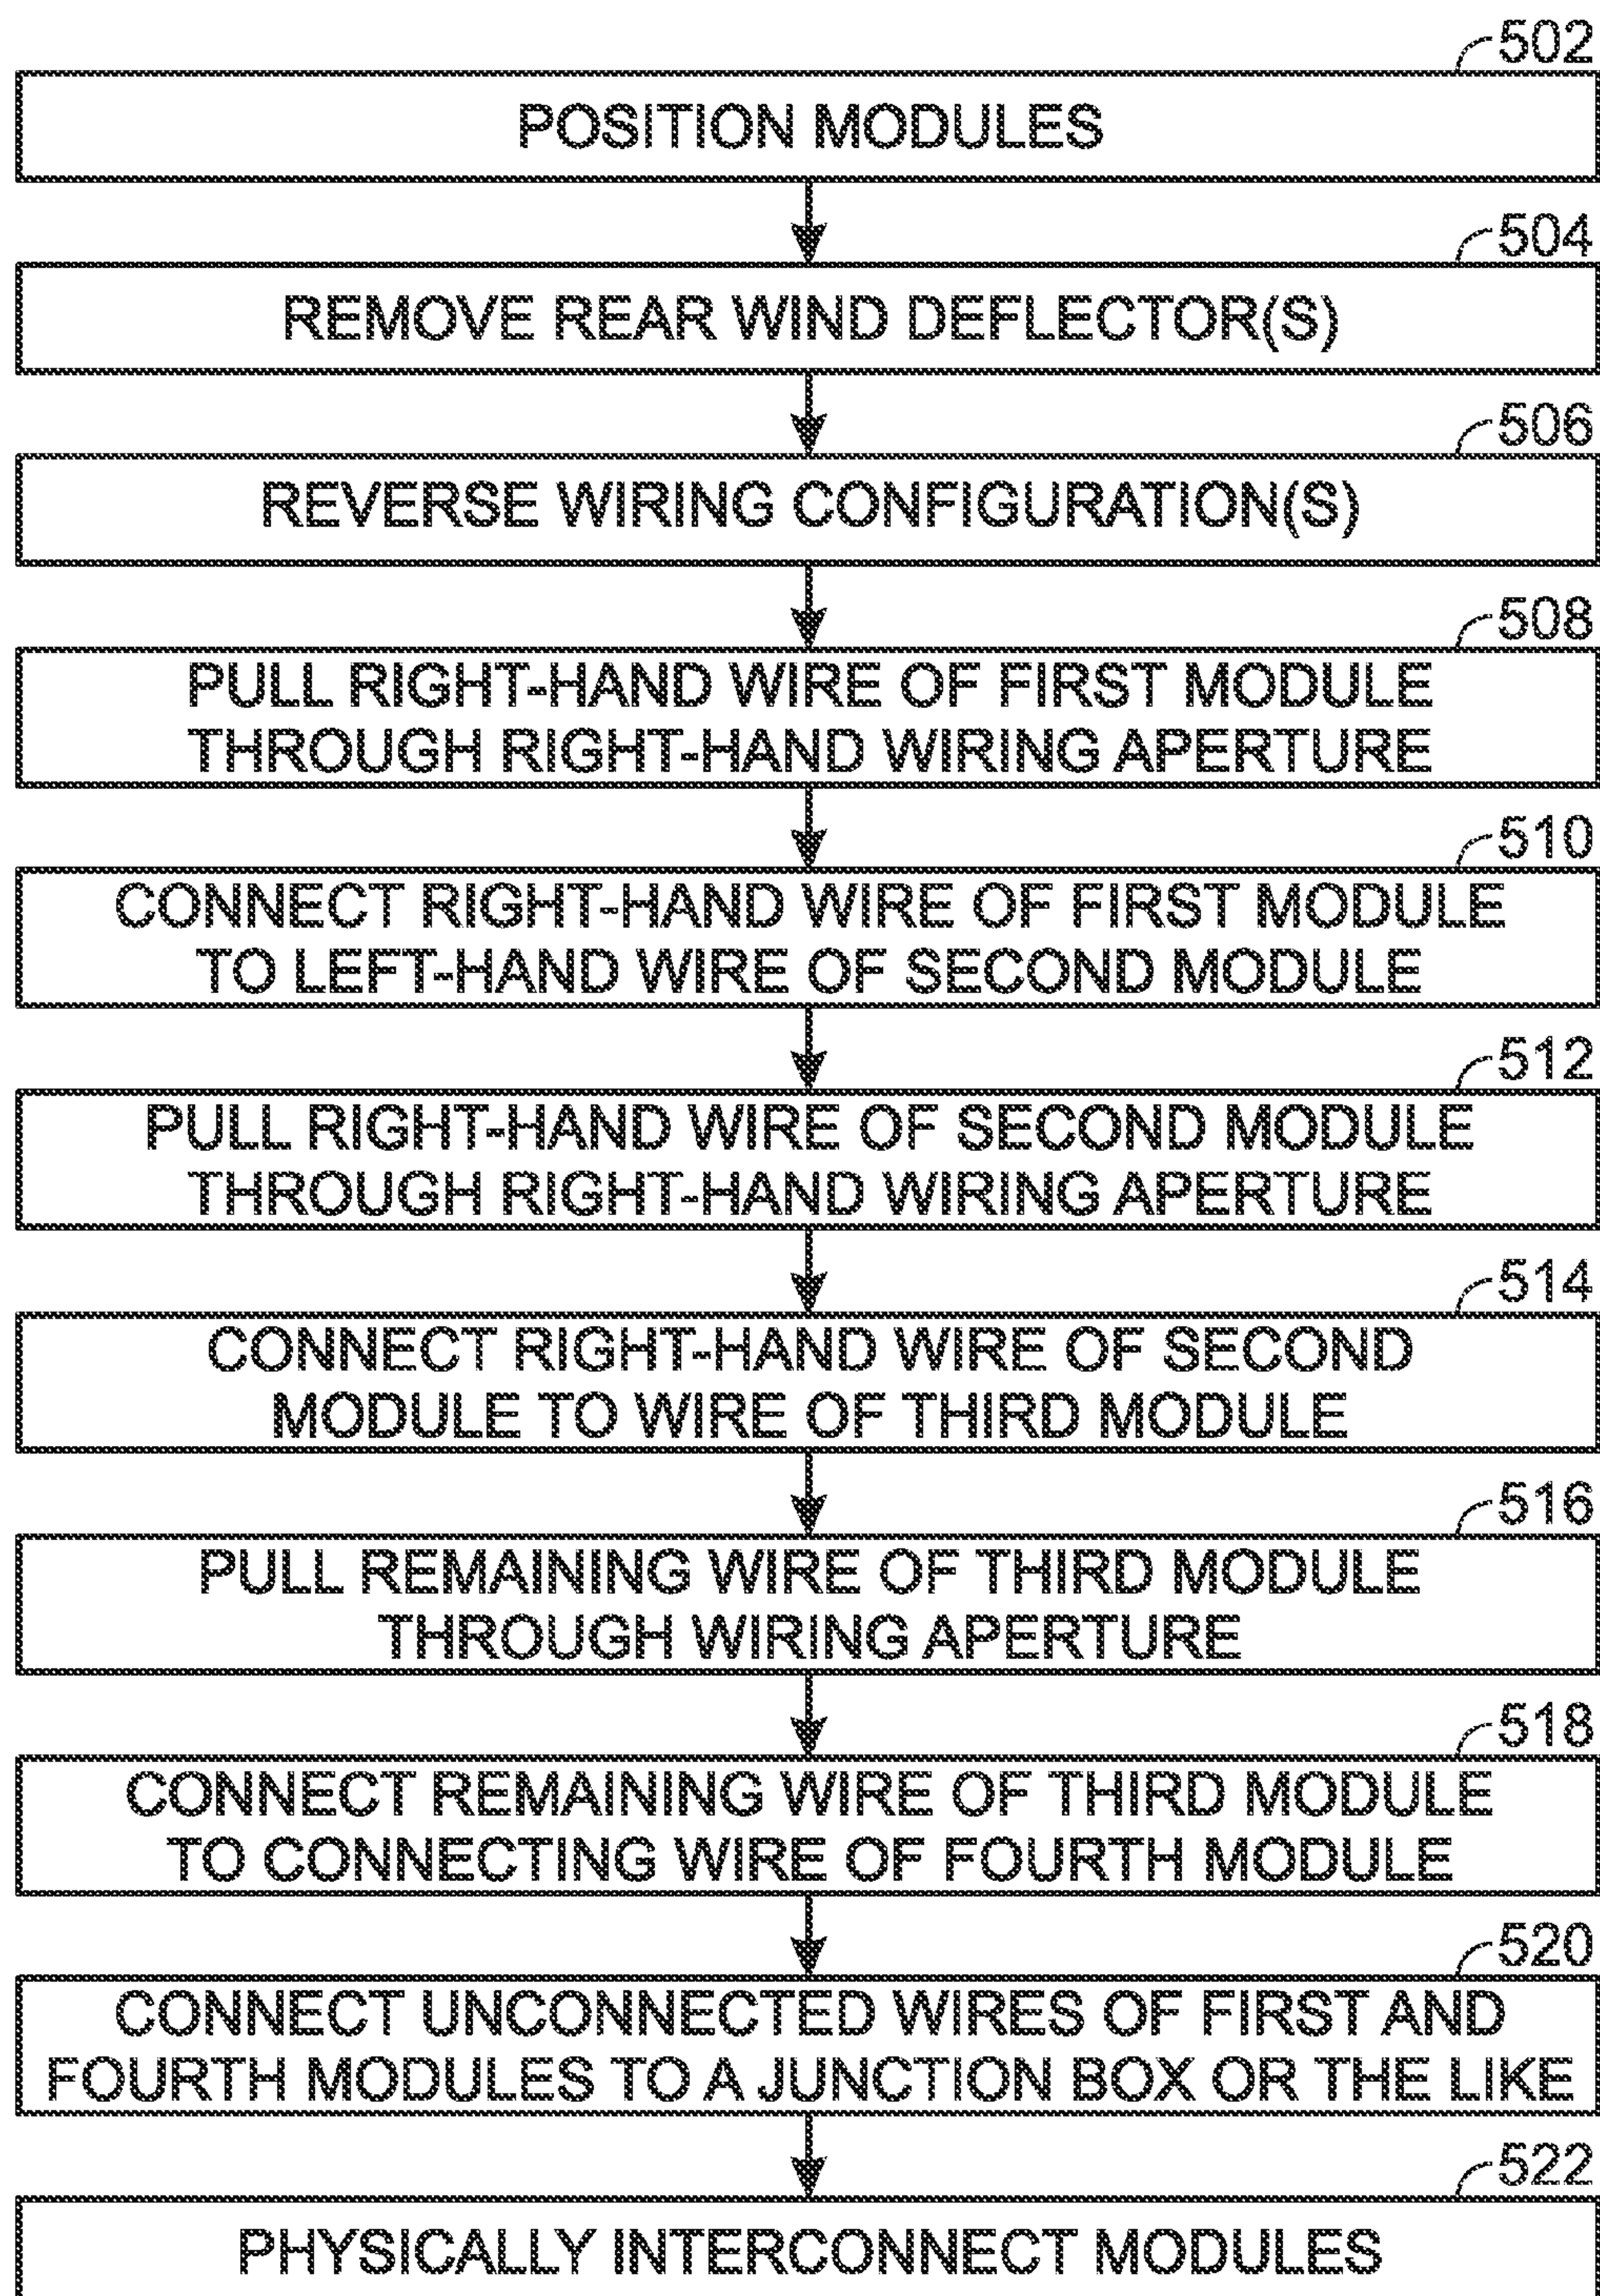 502
POSITION MODULES
504
REMOVE REAR WIND DEFLECTOR(S)
506
REVERSE WIRING CONFIGURATION(S)
508
PULL RIGHT-HAND WIRE OF FIRST MODULE
THROUGH RIGHT-HAND WIRING APERTURE
510
CONNECT RIGHT-HAND WIRE OF FIRST MODULE
TO LEFT-HAND WIRE OF SECOND MODULE
512
PULL RIGHT-HAND WIRE OF SECOND MODULE
THROUGH RIGHT-HAND WIRING APERTURE
514
CONNECT RIGHT-HAND WIRE OF SECOND
MODULE TO WIRE OF THIRD MODULE
516
PULL REMAINING WIRE OF THIRD MODULE
THROUGH WIRING APERTURE
518
CONNECT REMAINING WIRE OF THIRD MODULE
TO CONNECTING WIRE OF FOURTH MODULE
520
CONNECT UNCONNECTED WIRES OF FIRST AND
FOURTH MODULES TO A JUNCTION BOX OR THE LIKE
522
PHYSICALLY INTERCONNECT MODULES